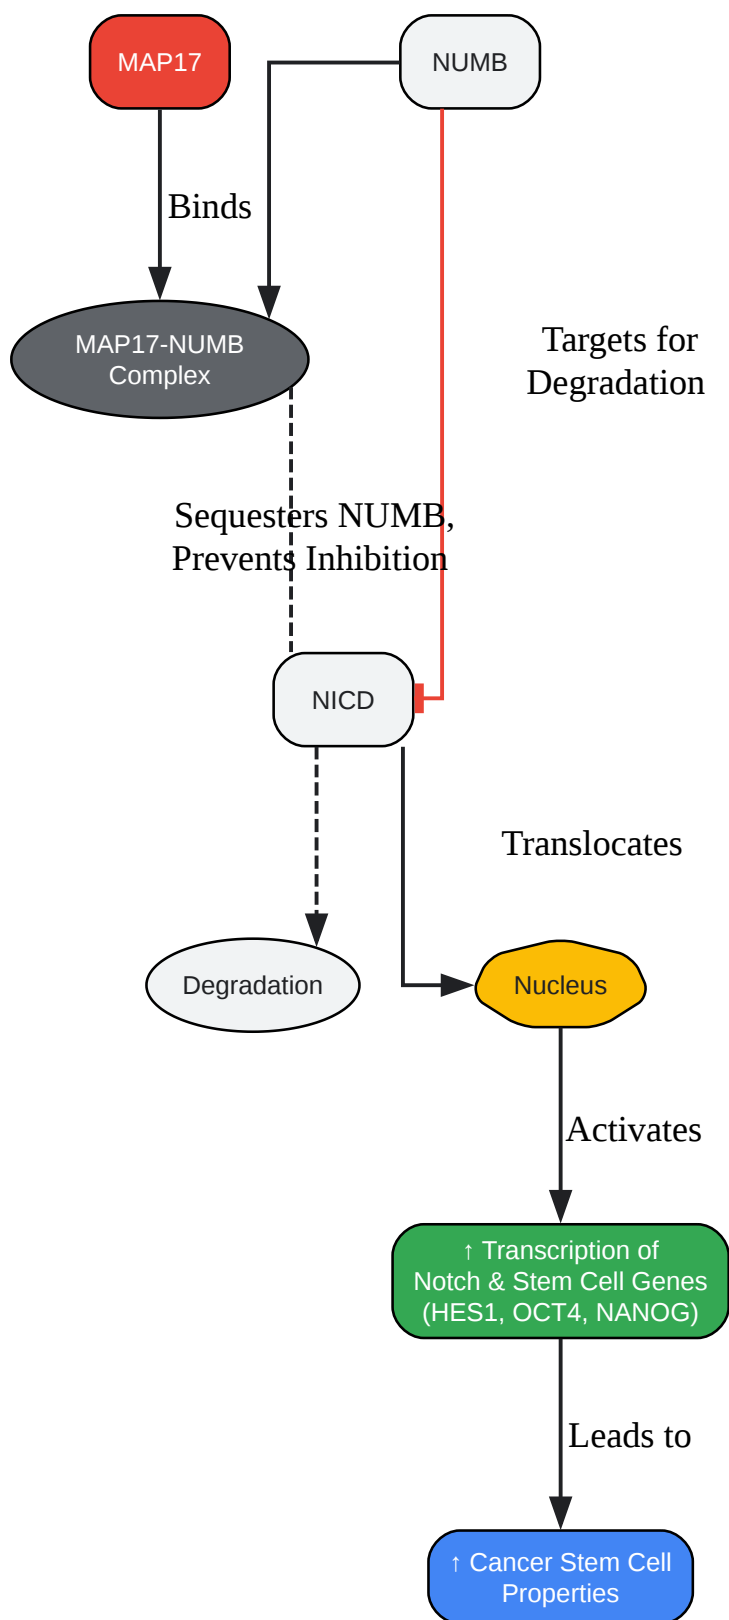 MAP17
NUMB
Binds
MAP17-NUMB
Complex
Targets for
Degradation
Sequesters NUMB,
Prevents Inhibition
NICD
Translocates
Degradation
Nucleus
Activates
↑ Transcription of
Notch & Stem Cell Genes
(HES1, OCT4, NANOG)
Leads to
↑ Cancer Stem Cell
Properties